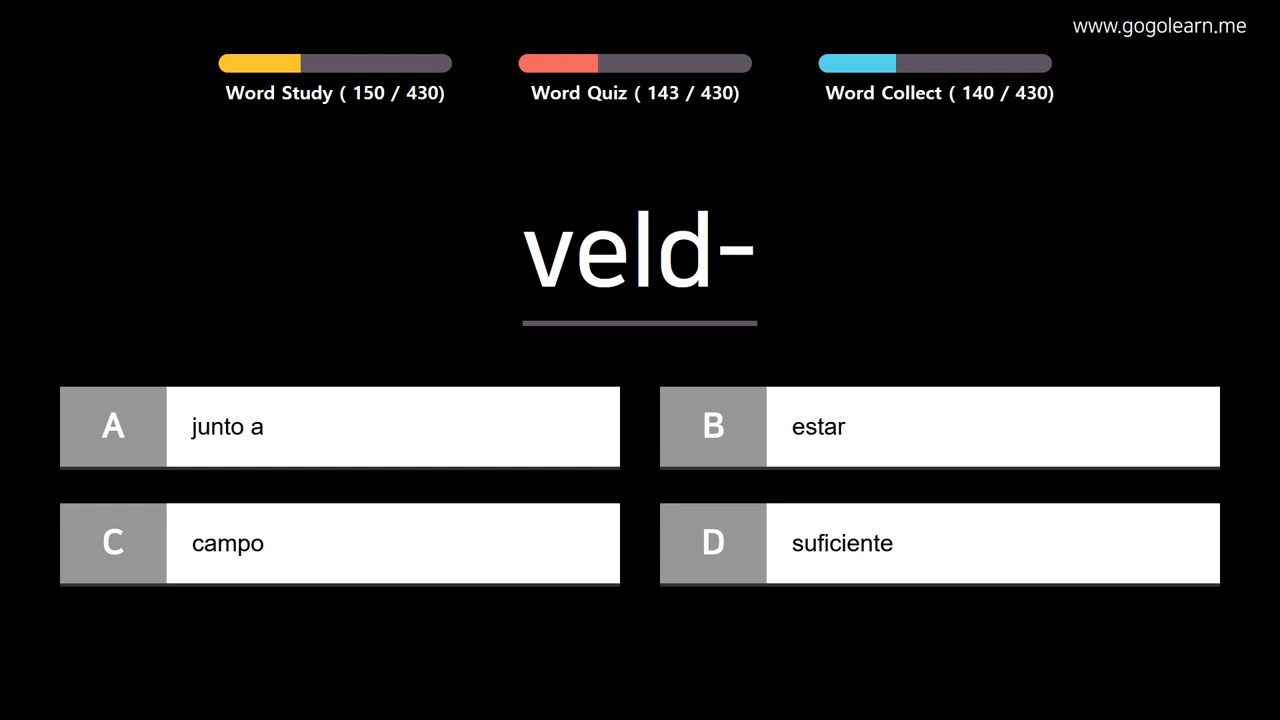 www.gogolearn.me
Word Study ( 150 / 430)
Word Quiz ( 143 / 430)
Word Collect ( 140 / 430)
veld-
A junto a
B estar
C campo
D suficiente